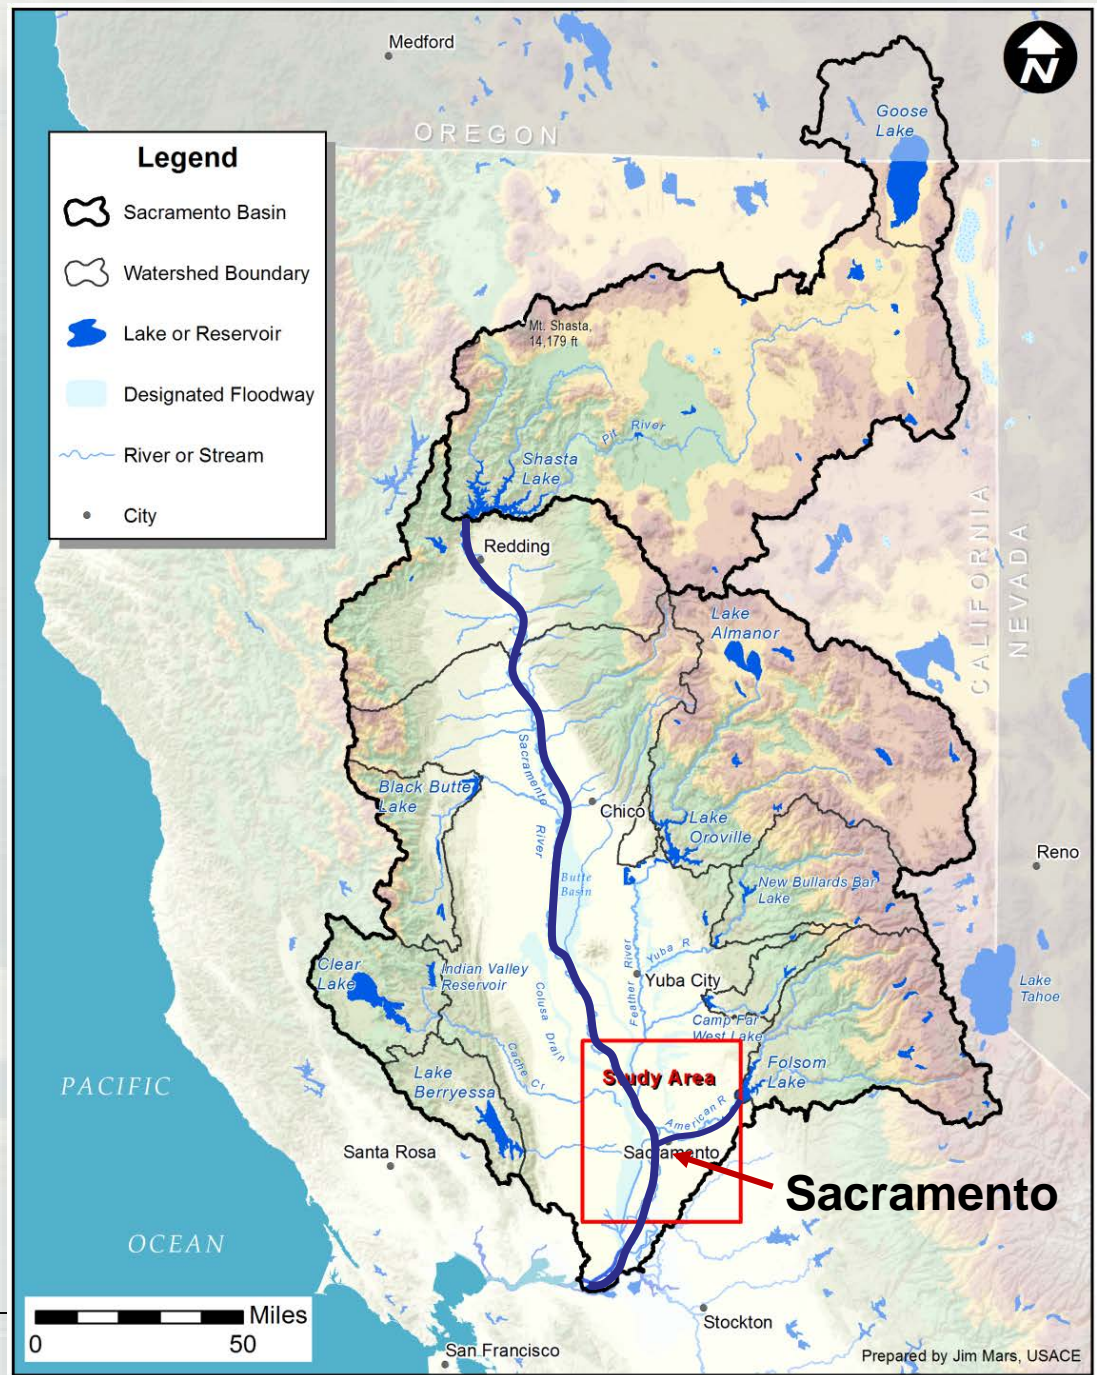 Medford
N
OREGON
Goose
Lake
Legend
Sacramento Basin
Watershed Boundary
Lake or Reservoir
Designated Floodway
River or Stream
City
Mt. Shasta,
14,179 ft
Pit River
Shasta
Lake
Redding
CALIFORNIA
NEVADA
Lake
Almanor
Sacramento River
Black Butte
Lake
Chico
Lake
Oroville
Reno
Butte
Basin
New Bullards Bar
Lake
Yuba R
Feather River
Clear
Lake
Indian Valley
Reservoir
Yuba City
Lake
Tahoe
Colusa Drain
Camp Far
West Lake
Cache Cr
Folsom
Lake
Study Area
Lake
Berryessa
American R
PACIFIC
Santa Rosa
Sacramento
Sacramento
OCEAN
Miles
0 50
Stockton
San Francisco
Prepared by Jim Mars, USACE